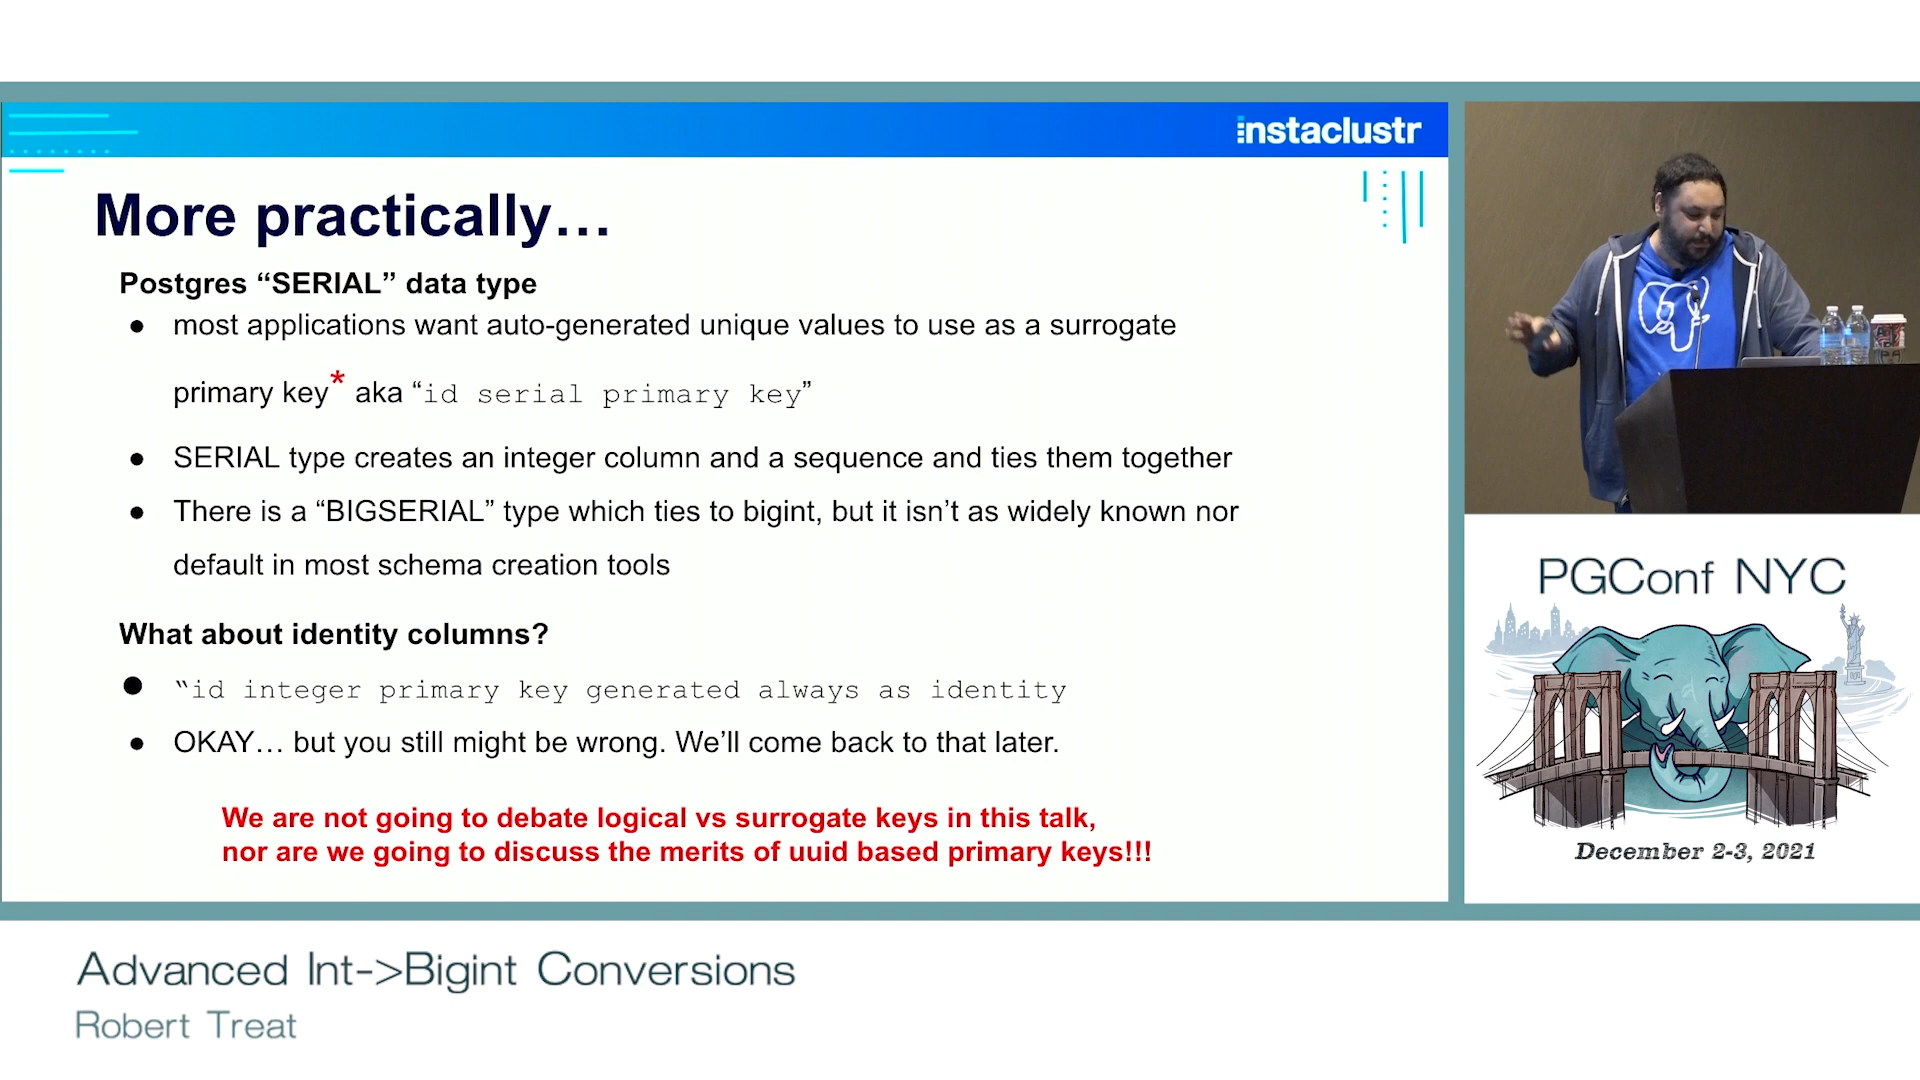 instaclustr
More practically…
Postgres “SERIAL” data type
● most applications want auto-generated unique values to use as a surrogate
primary key* aka “id serial primary key”
● SERIAL type creates an integer column and a sequence and ties them together
● There is a “BIGSERIAL” type which ties to bigint, but it isn’t as widely known nor
default in most schema creation tools
What about identity columns?
● “id integer primary key generated always as identity
● OKAY… but you still might be wrong. We’ll come back to that later.
We are not going to debate logical vs surrogate keys in this talk,
nor are we going to discuss the merits of uuid based primary keys!!!
PGConf NYC
December 2-3, 2021
Advanced Int->Bigint Conversions
Robert Treat